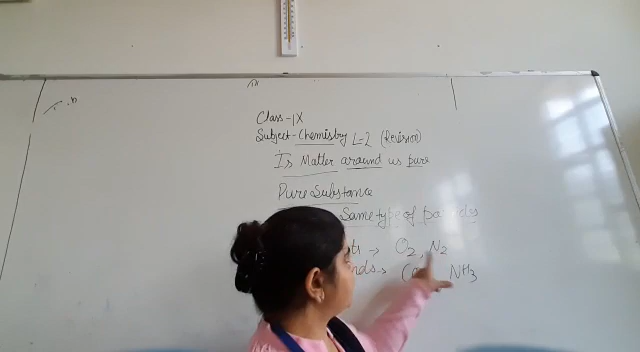 Class-IX
Subject-Chemistry L-2 (Revision)
Is Matter around us pure
Pure Substance
Same type of particles
→ O2, N2
NH3